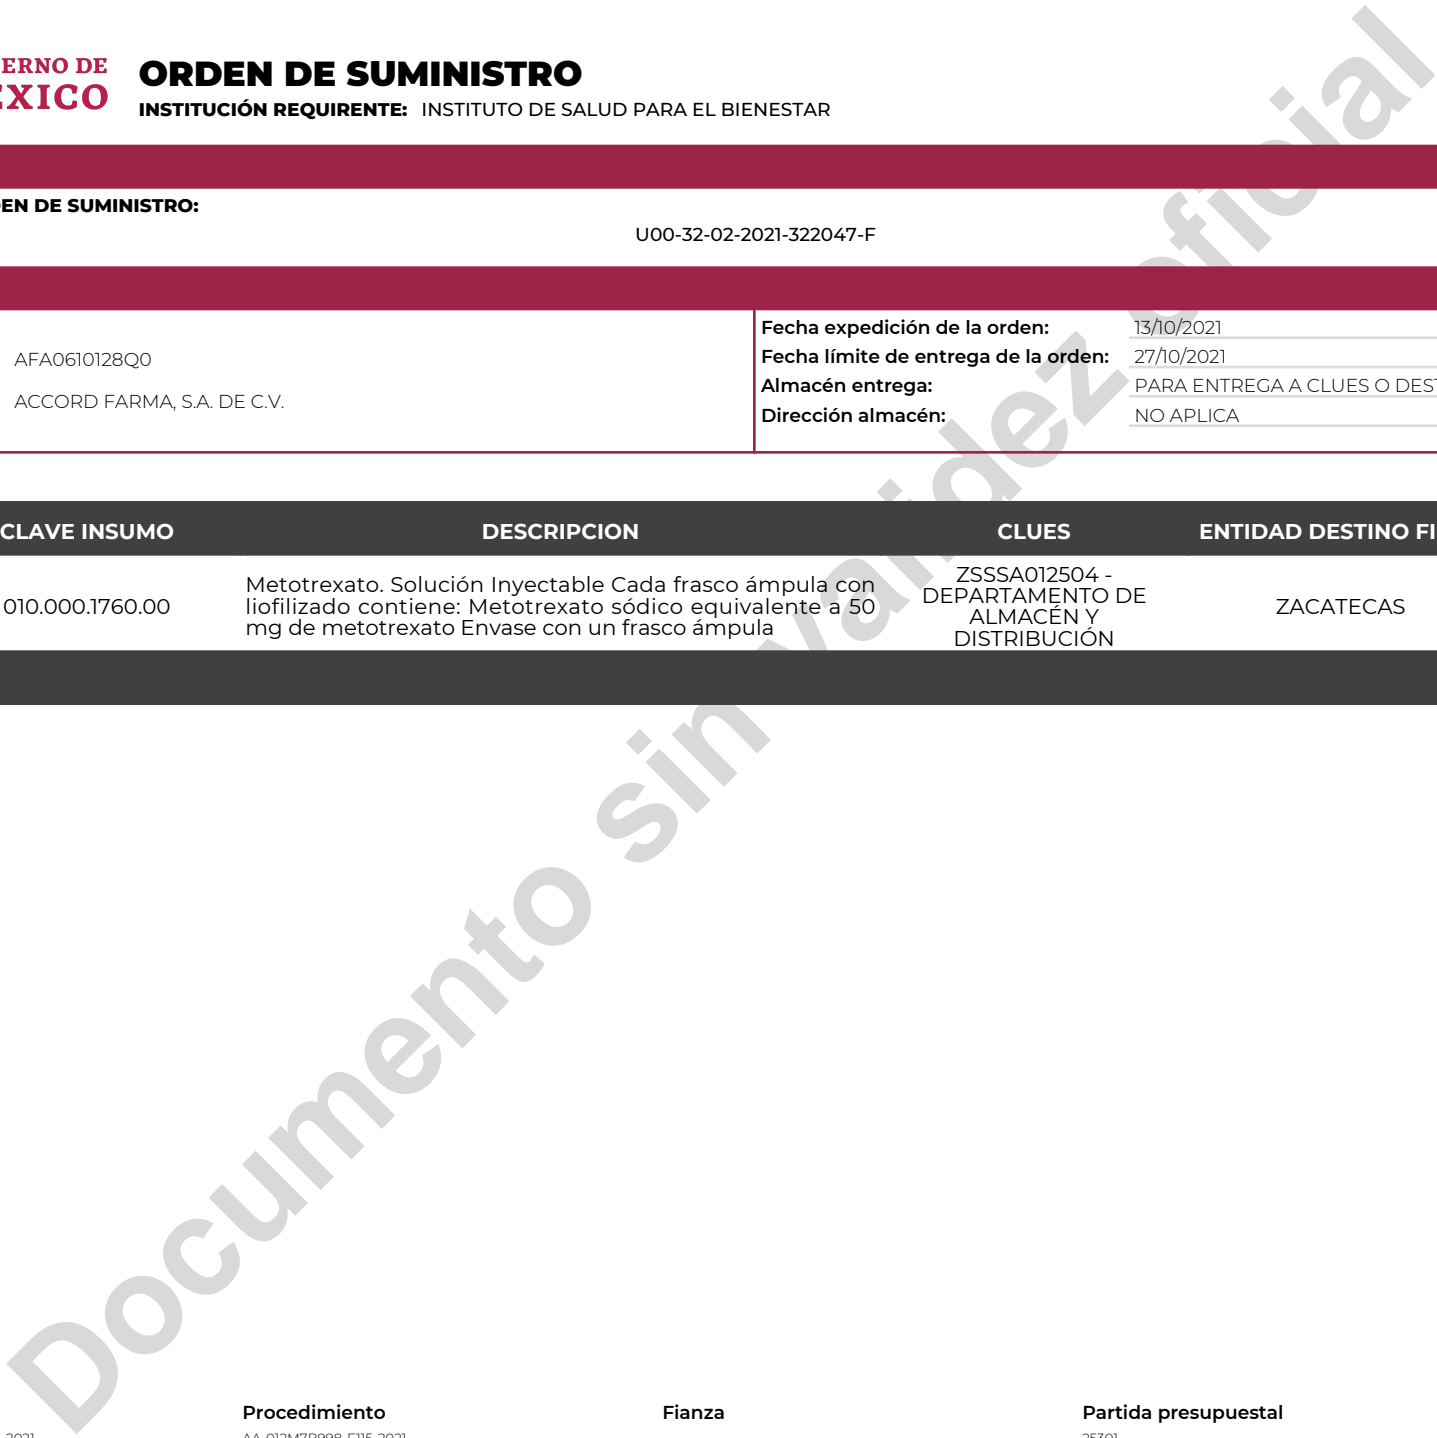 ERNO DE
ORDEN DE SUMINISTRO
XICO
INSTITUCIÓN REQUIRENTE: INSTITUTO DE SALUD PARA EL BIENESTAR
EN DE SUMINISTRO:
U00-32-02-2021-322047-F
Fecha expedición de la orden: 13/10/2021
AFA0610128Q0
Fecha límite de entrega de la orden: 27/10/2021
ACCORD FARMA, S.A. DE C.V.
Almacén entrega: PARA ENTREGA A CLUES O DEST
Dirección almacén: NO APLICA
CLAVE INSUMO DESCRIPCION CLUES ENTIDAD DESTINO FI
010.000.1760.00
Metotrexato. Solución Inyectable Cada frasco ámpula con
liofilizado contiene: Metotrexato sódico equivalente a 50
mg de metotrexato Envase con un frasco ámpula
ZSSSA012504 -
DEPARTAMENTO DE
ALMACÉN Y
DISTRIBUCIÓN
ZACATECAS
Documento sin validez oficial
Procedimiento Fianza Partida presupuestal